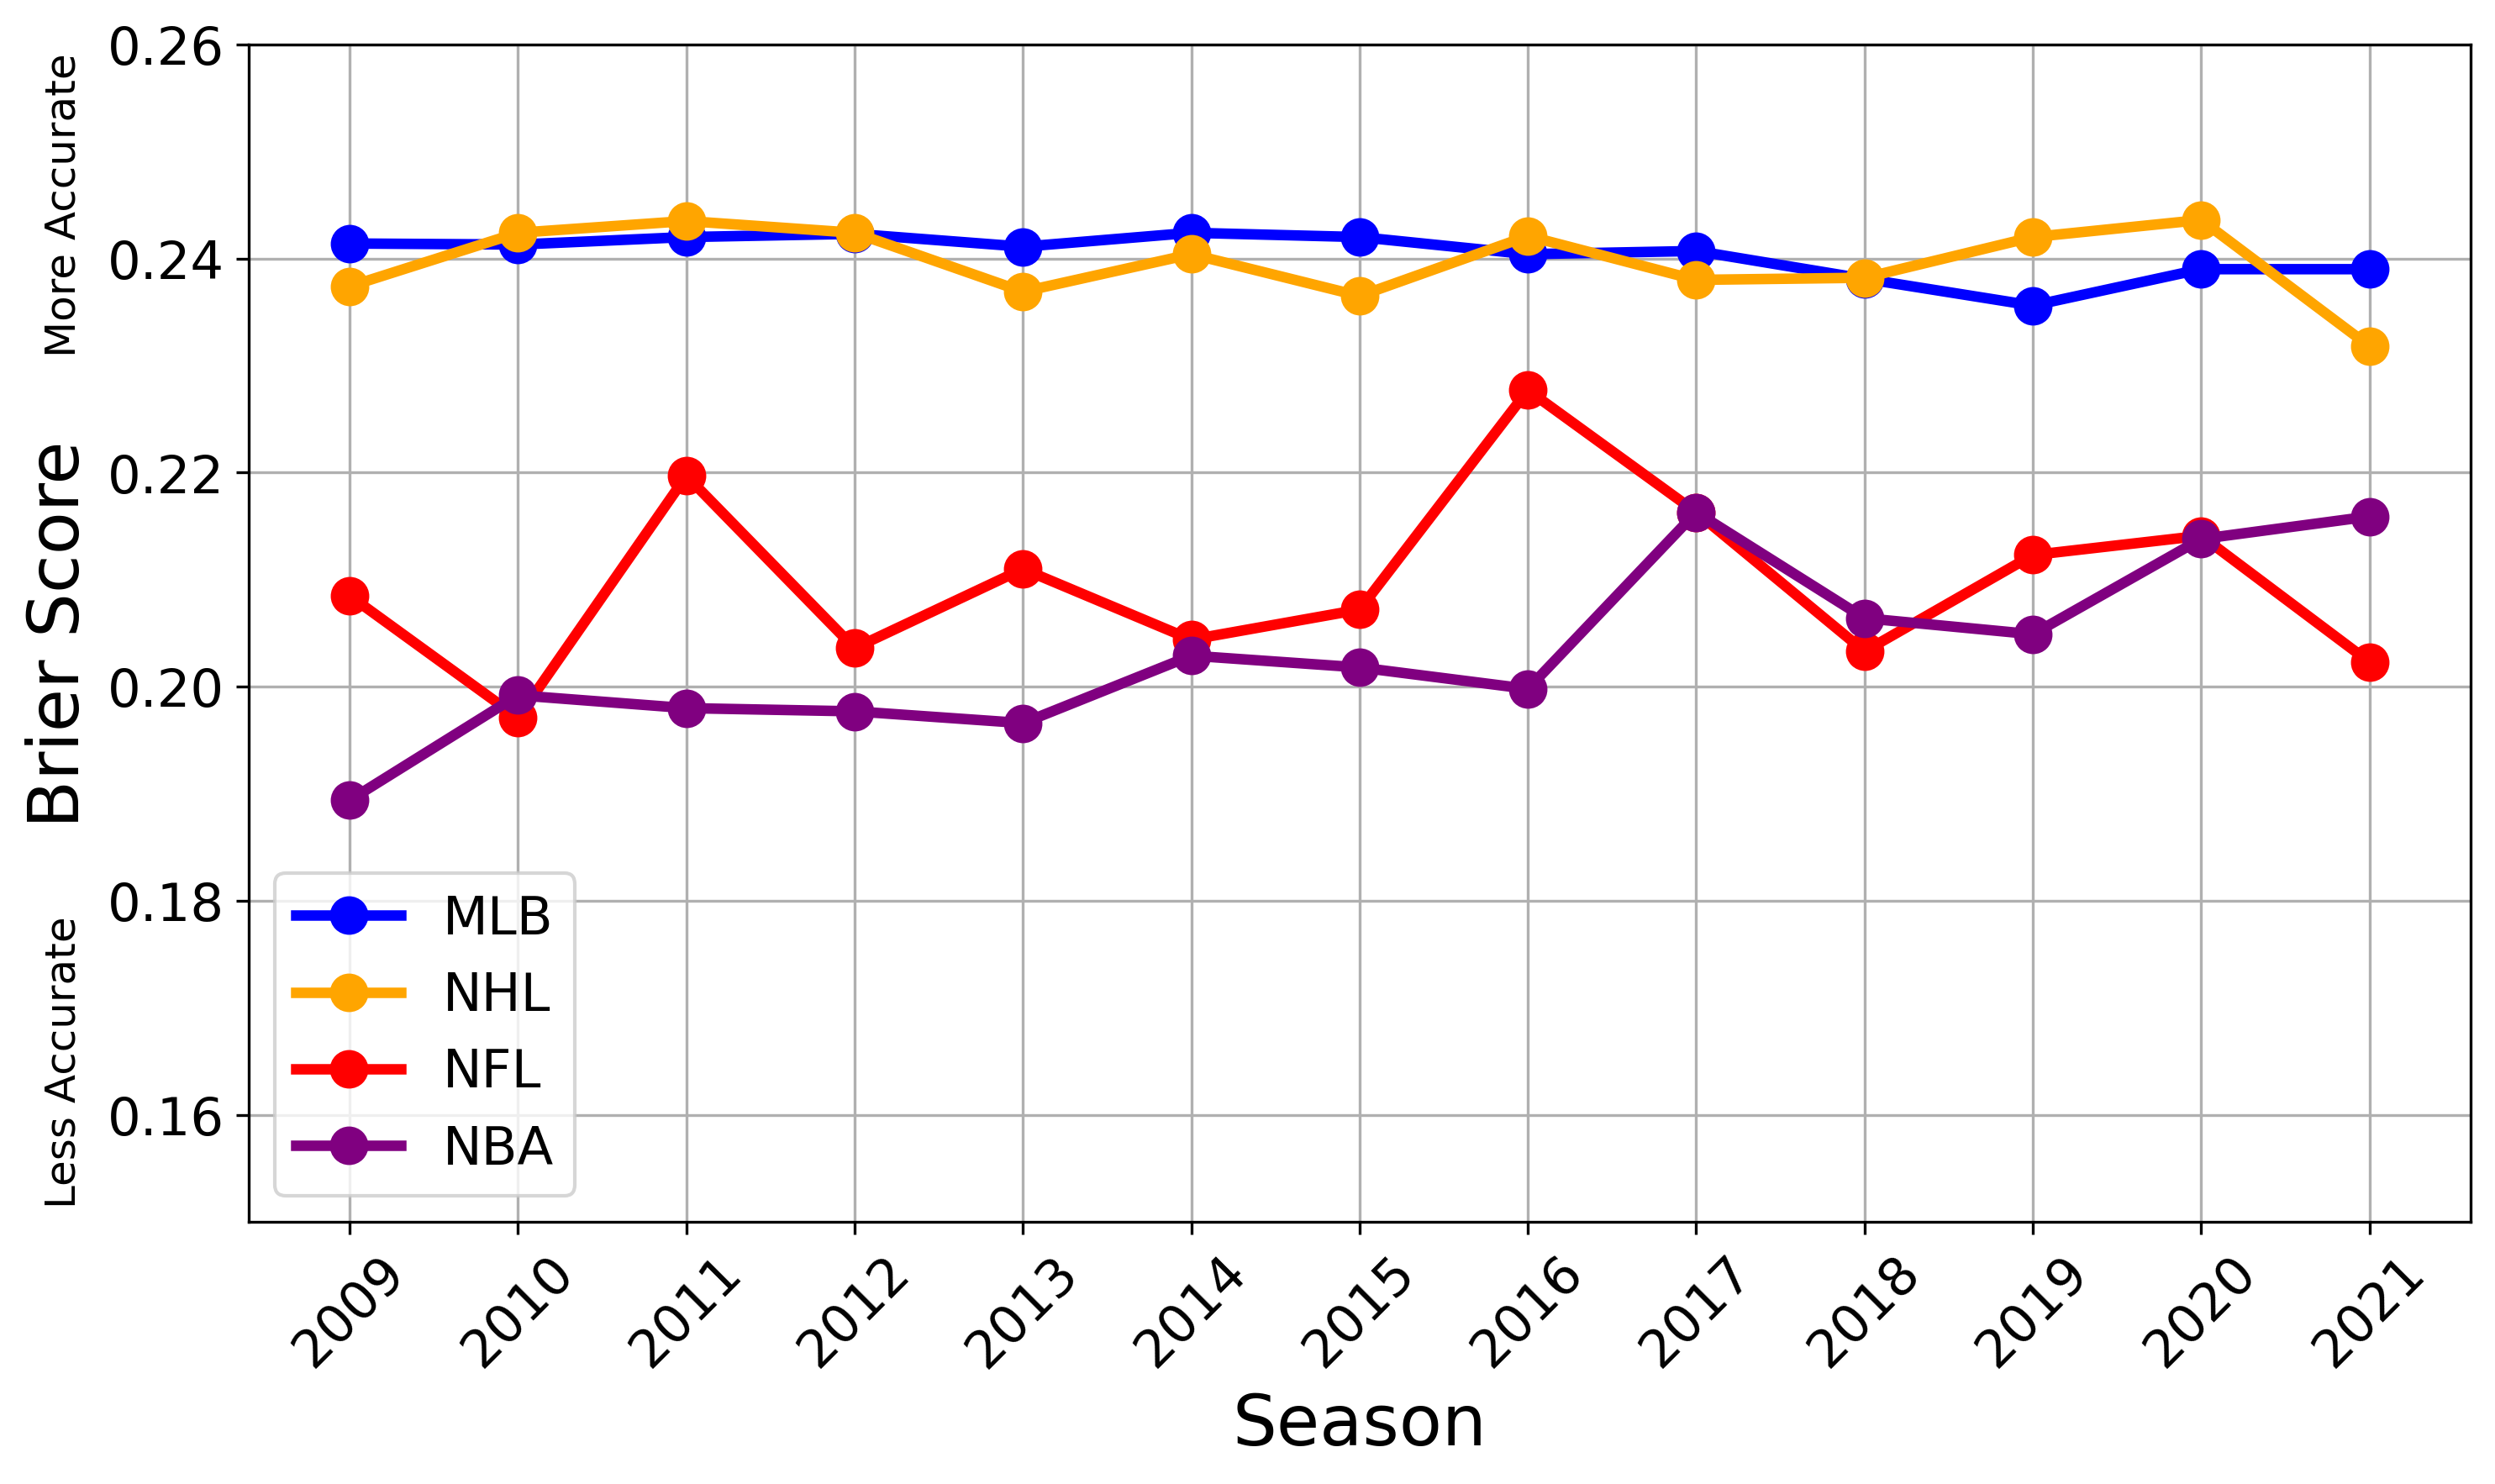 More Accurate
Brier Score
Less Accurate
0.26
0.24
0.22
0.20
0.18
0.16
MLB
NHL
NFL
NBA
2009
2010
2011
2012
2013
2014
2015
2016
2017
2018
2019
2020
2021
Season